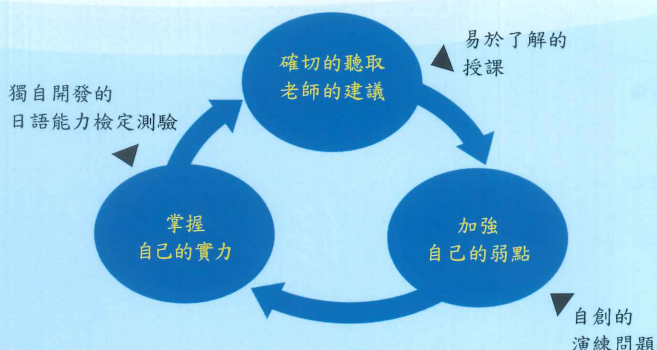 確切的聽取
老師的建議
易於了解的
授課
獨自開發的
日語能力檢定測驗
掌握
自己的實力
加強
自己的弱點
自創的
演練問題